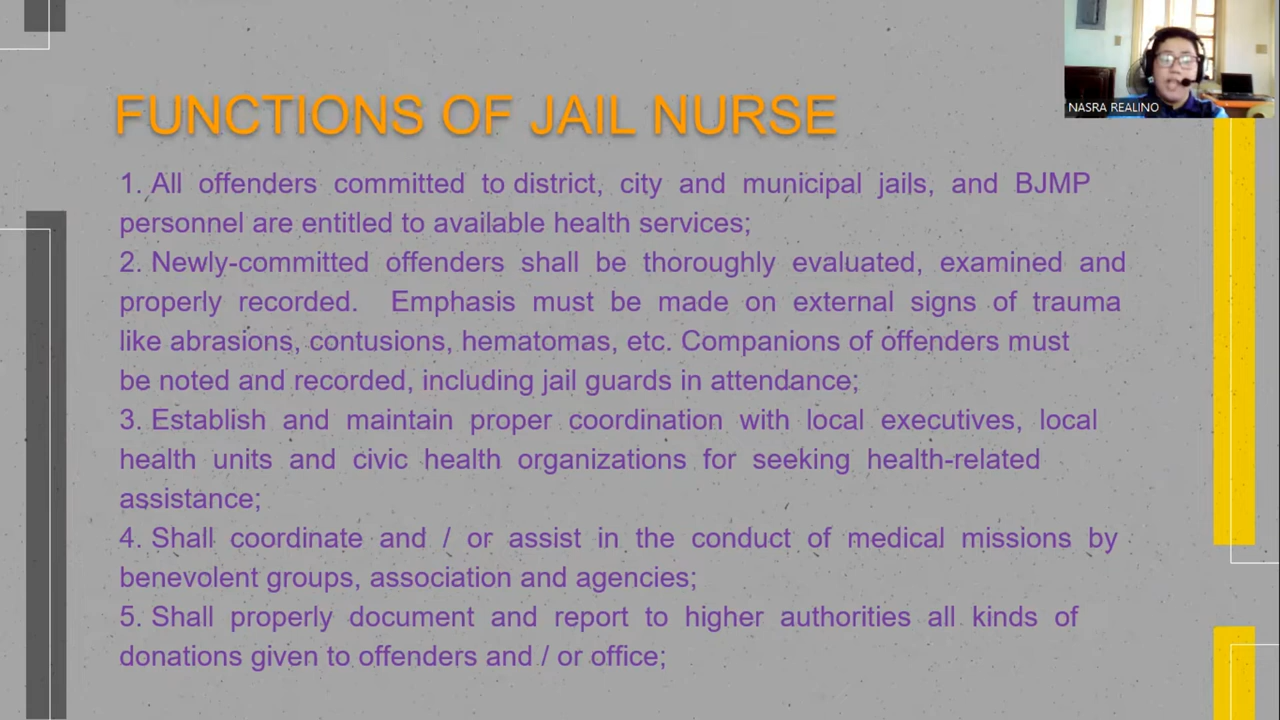 NASRA REALINO
FUNCTIONS OF JAIL NURSE
1. All offenders committed to district, city and municipal jails, and BJMP
personnel are entitled to available health services;
2. Newly-committed offenders shall be thoroughly evaluated, examined and
properly recorded. Emphasis must be made on external signs of trauma
like abrasions, contusions, hematomas, etc. Companions of offenders must
be noted and recorded, including jail guards in attendance;
3. Establish and maintain proper coordination with local executives, local
health units and civic health organizations for seeking health-related
assistance;
4. Shall coordinate and / or assist in the conduct of medical missions by
benevolent groups, association and agencies;
5. Shall properly document and report to higher authorities all kinds of
donations given to offenders and / or office;